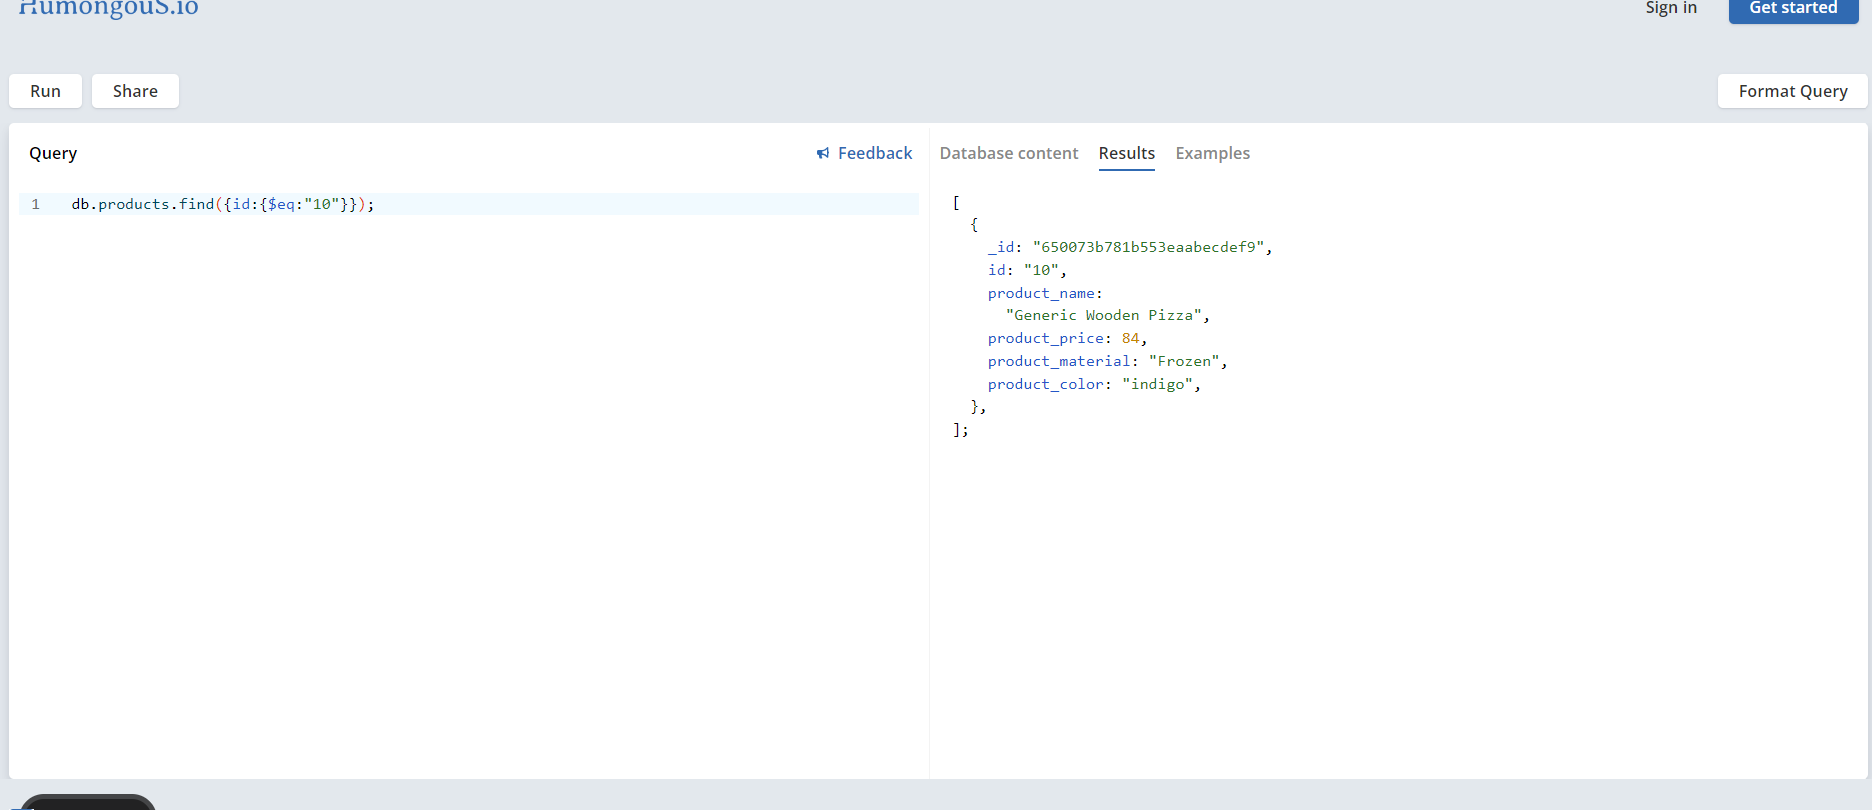 HumongouS.io
Sign in
Get started
Run
Share
Format Query
Query
Feedback
Database content
Results
Examples
1 db.products.find({id:{$eq:"10"}});
[
{
_id: "650073b781b553eaabecdef9",
id: "10",
product_name:
"Generic Wooden Pizza",
product_price: 84,
product_material: "Frozen",
product_color: "indigo",
},
];